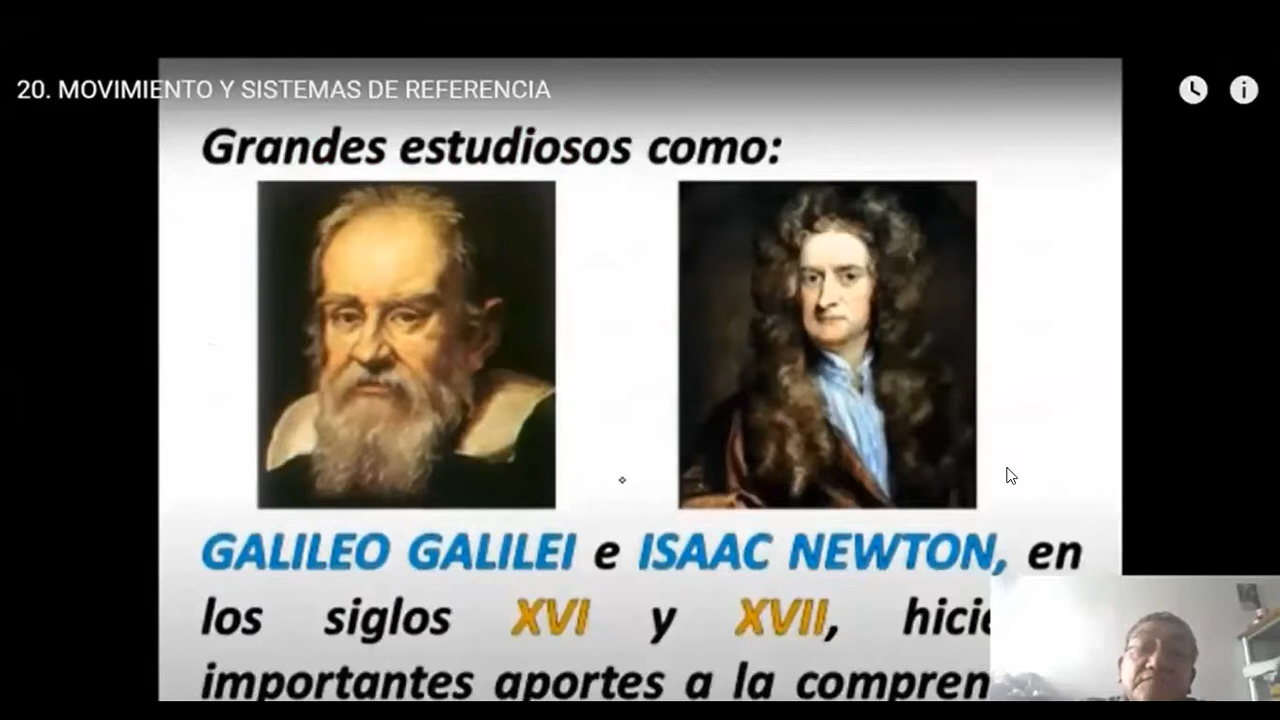 20. MOVIMIENTO Y SISTEMAS DE REFERENCIA
Grandes estudiosos como:
GALILEO GALILEI e ISAAC NEWTON, en
los siglos XVI y XVII,
importantes aportes a la